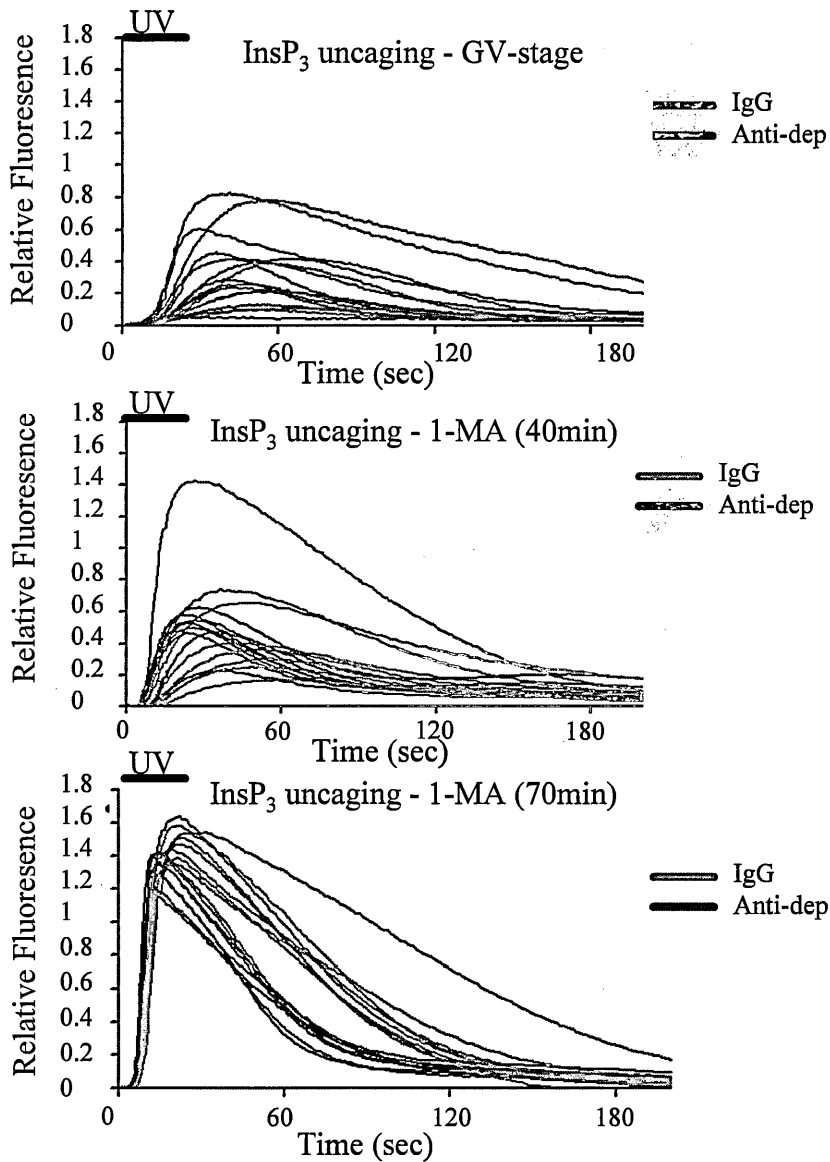 UV
InsP3 uncaging - GV-stage
IgG
Anti-dep
Relative Fluoresence
1.8
1.6
1.4
1.2
1
0.8
0.6
0.4
0.2
0
0 60 120 180
Time (sec)
UV
InsP3 uncaging - 1-MA (40min)
IgG
Anti-dep
Relative Fluoresence
1.8
1.6
1.4
1.2
1
0.8
0.6
0.4
0.2
0
0 60 120 180
Time (sec)
UV
InsP3 uncaging - 1-MA (70min)
IgG
Anti-dep
Relative Fluoresence
1.8
1.6
1.4
1.2
1
0.8
0.6
0.4
0.2
0
0 60 120 180
Time (sec)